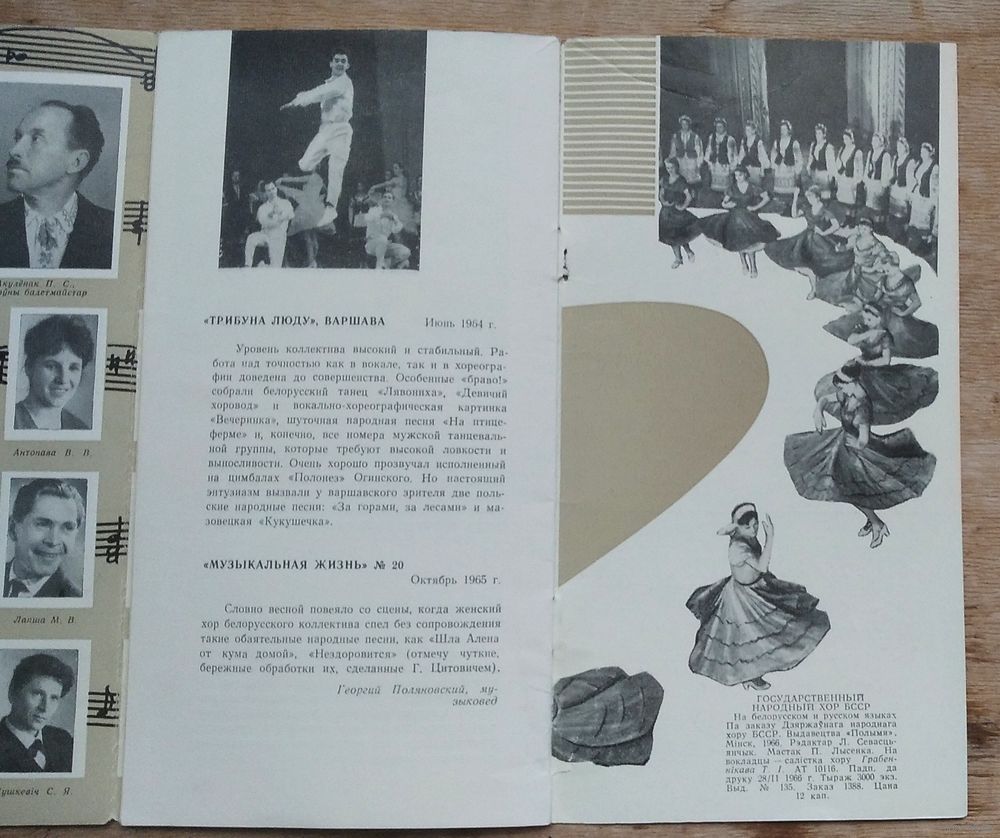 П. С.,
балетмайстар
Антонава В. В.
Лапша М. В.
С. Я.
«ТРИБУНА ЛЮДУ», ВАРШАВА Июнь 1964 г.
Уровень коллектива высокий и стабильный. Ра-
бота над точностью как в вокале, так и в хореогра-
фии доведена до совершенства. Особенные «браво!»
собрали белорусский танец «Лявониха», «Девичий
хоровод» и вокально-хореографическая картинка
«Вечеринка», шуточная народная песня «На птице-
ферме» и, конечно, все номера мужской танцеваль-
ной группы, которые требуют высокой ловкости и
выносливости. Очень хорошо прозвучал исполненный
на цимбалах «Полонез» Огинского. Но настоящий
энтузиазм вызвали у варшавского зрителя две поль-
ские народные песни: «За горами, за лесами» и ма-
зовецкая «Кукушечка».
«МУЗЫКАЛЬНАЯ ЖИЗНЬ» № 20
Октябрь 1965 г.
Словно весной повеяло со сцены, когда женский
хор белорусского коллектива спел без сопровождения
такие обаятельные народные песни, как «Шла Алена
от кума домой», «Нездоровится» (отмечу чуткие,
бережные обработки их, сделанные Г. Цитовичем).
Георгий Поляновский, му-
зыковед
ГОСУДАРСТВЕННЫЙ
НАРОДНЫЙ ХОР БССР
На белорусском и русском языках
Па заказу Дзяржаўнага народнага
хору БССР. Выдавецтва «Полымя».
Мінск, 1966. Рэдактар Л. Севасць-
янчык. Мастак П. Лысенка. На
вокладцы — салістка хору Грабен-
нікава Т. І. АТ 10116. Падп. да
друку 28/II 1966 г. Тыраж 3000 экз.
Выд. № 135. Заказ 1388. Цана
12 кап.